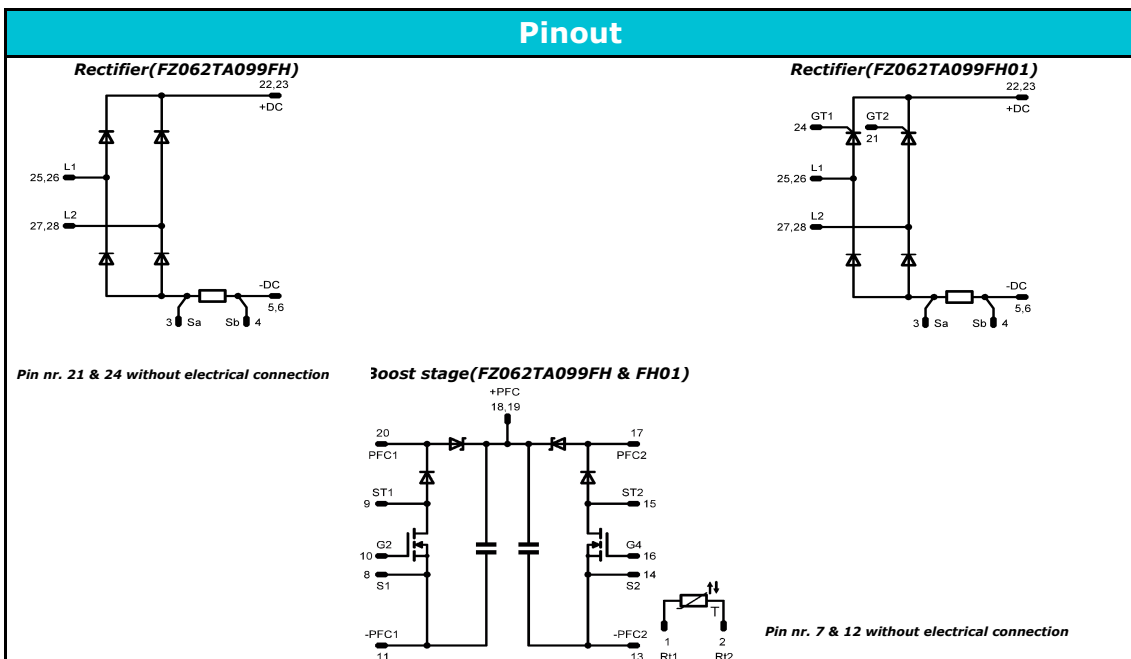 Pinout
Rectifier(FZ062TA099FH)
22,23
+DC
L1
25,26
L2
27,28
-DC
5,6
3 Sa Sb 4
Rectifier(FZ062TA099FH01)
22,23
+DC
GT1 GT2
24
21
L1
25,26
L2
27,28
-DC
5,6
3 Sa Sb 4
Pin nr. 21 & 24 without electrical connection
Boost stage(FZ062TA099FH & FH01)
+PFC
18,19
20 17
PFC1 PFC2
ST1 ST2
9 15
G2 G4
10 16
8 14
S1 S2
T
-PFC1 -PFC2
11 13
1 2
Rt1 Rt2
Pin nr. 7 & 12 without electrical connection